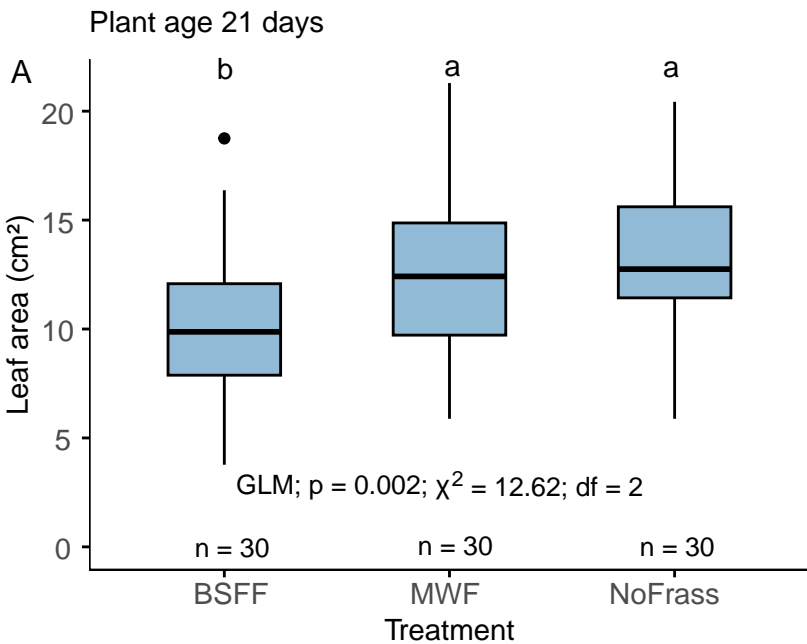 Plant age 21 days
A
b a a
20
15
10
5
0
Leaf area (cm²)
GLM; p = 0.002; χ² = 12.62; df = 2
n = 30 n = 30 n = 30
BSFF MWF NoFrass
Treatment